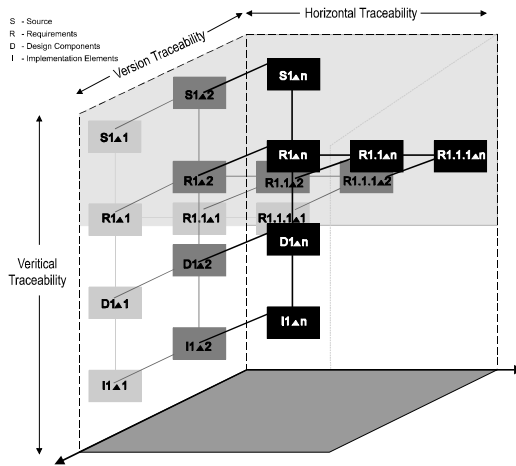 Horizontal Traceability
S - Source
R - Requirements
D - Design Components
I - Implementation Elements
Version Traceability
S1▲n
S1▲2
S1▲1
R1▲n
R1.1▲n
R1.1.1▲n
R1▲2
R1.1▲2
R1.1.1▲2
R1▲1
R1.1▲1
R1.1.1▲1
D1▲n
Veritical
Traceability
D1▲2
D1▲1
I1▲n
I1▲2
I1▲1